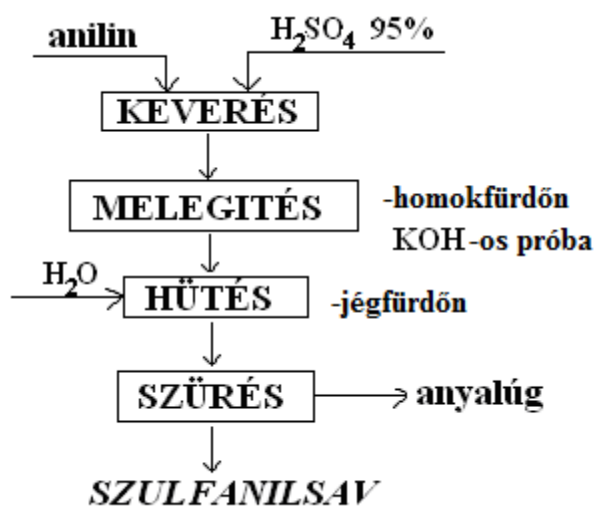 anilin
H₂SO₄ 95%
KEVERÉS
MELEGITÉS
-homokfürdőn
KOH-os próba
H₂O
HÜTÉS
-jégfürdőn
SZÜRÉS
anyalúg
SZULFANILSAV